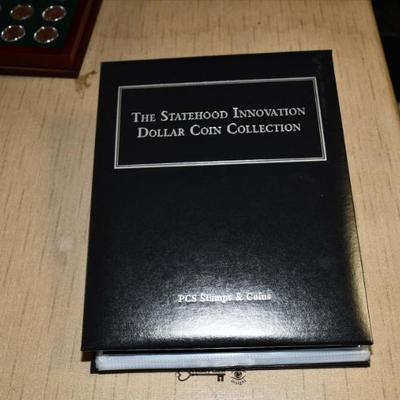 The Statehood Innovation
Dollar Coin Collection
PCS Stamps & Coins